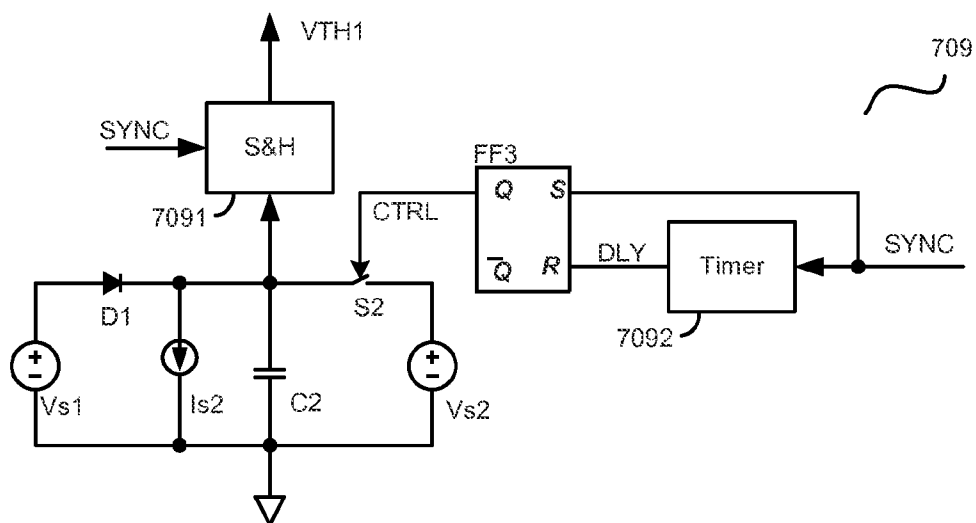 VTH1
709
SYNC
S&H
FF3
Q
S
7091
CTRL
SYNC
Q
R
DLY
Timer
D1
S2
7092
+
−
Vs1
Is2
C2
+
−
Vs2